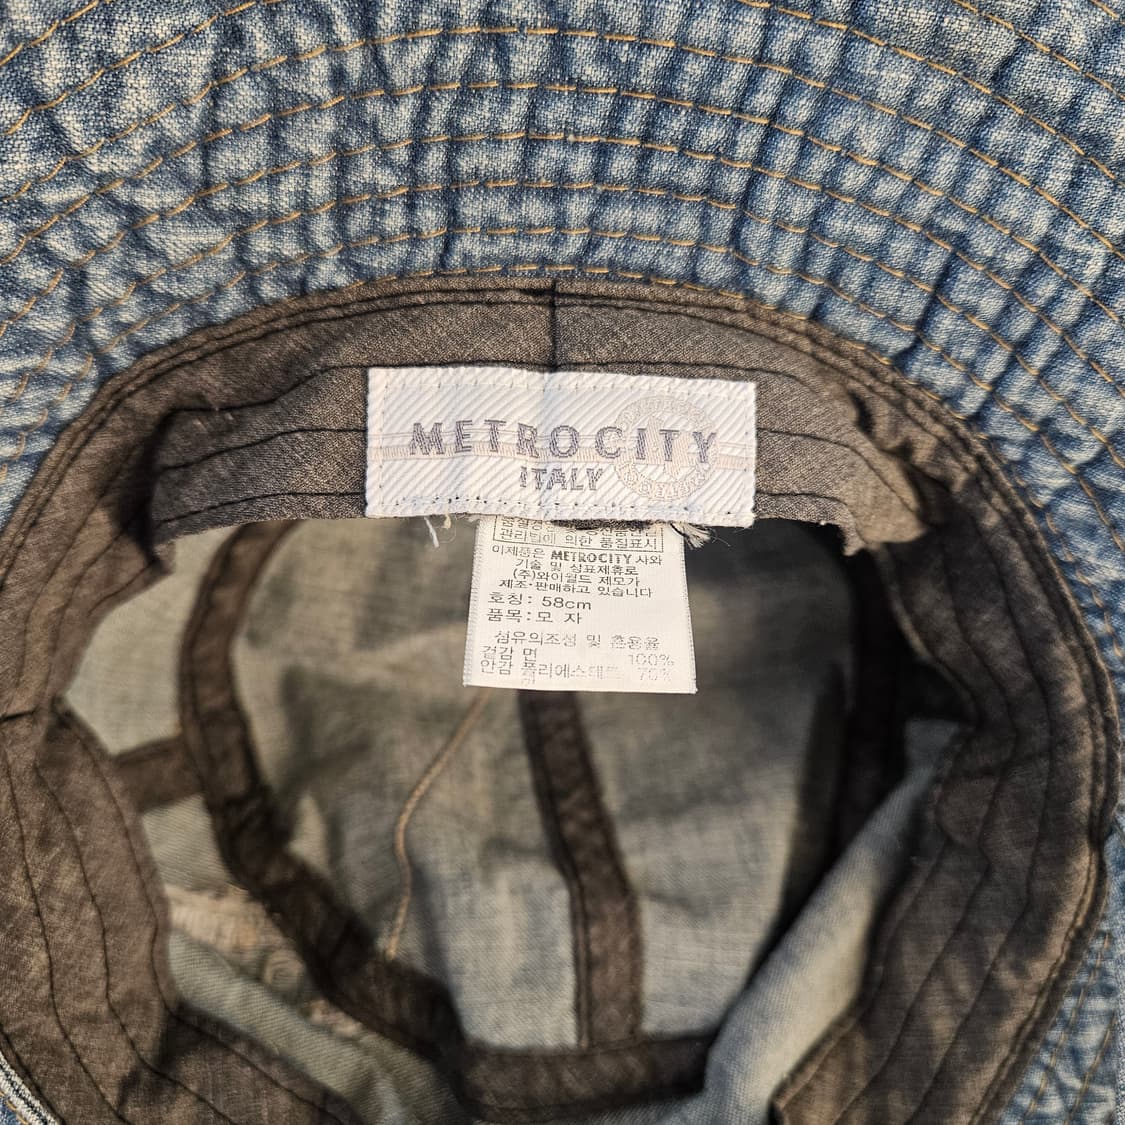 METROCITY
ITALY
관리법에 의한 품질표시
이제품은 METROCITY 사와
기술 및 상표제휴로
(주)와이월드 제모가
제조·판매하고 있습니다
호칭: 58cm
품목: 모 자
섬유의조성 및 혼용율
겉감 면 100%
안감 폴리에스테르 70%